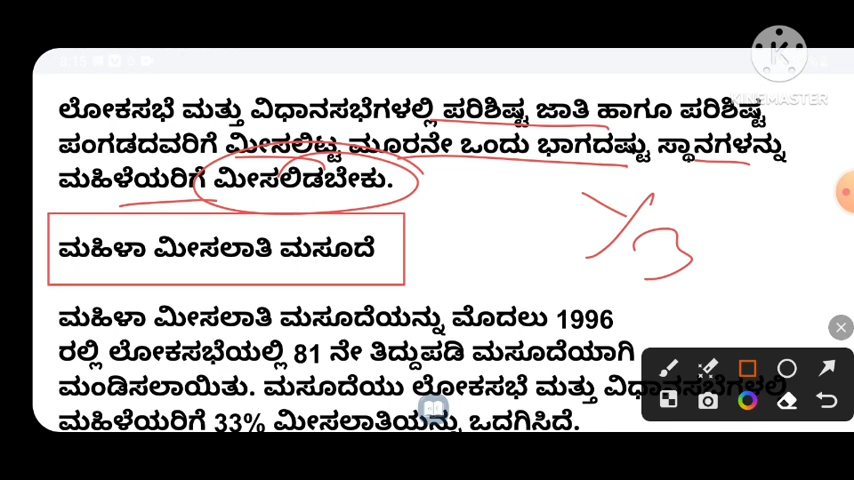 8:15
KINEMASTER
ಲೋಕಸಭೆ ಮತ್ತು ವಿಧಾನಸಭೆಗಳಲ್ಲಿ ಪರಿಶಿಷ್ಟ ಜಾತಿ ಹಾಗೂ ಪರಿಶಿಷ್ಟ
ಪಂಗಡದವರಿಗೆ ಮೀಸಲಿಟ್ಟ ಮೂರನೇ ಒಂದು ಭಾಗದಷ್ಟು ಸ್ಥಾನಗಳನ್ನು
ಮಹಿಳೆಯರಿಗೆ ಮೀಸಲಿಡಬೇಕು.
1/3
ಮಹಿಳಾ ಮೀಸಲಾತಿ ಮಸೂದೆ
ಮಹಿಳಾ ಮೀಸಲಾತಿ ಮಸೂದೆಯನ್ನು ಮೊದಲು 1996
ರಲ್ಲಿ ಲೋಕಸಭೆಯಲ್ಲಿ 81 ನೇ ತಿದ್ದುಪಡಿ ಮಸೂದೆಯಾಗಿ
ಮಂಡಿಸಲಾಯಿತು. ಮಸೂದೆಯು ಲೋಕಸಭೆ ಮತ್ತು ವಿಧಾನಸಭೆಗಳಲ್ಲಿ
ಮಹಿಳೆಯರಿಗೆ 33% ಮೀಸಲಾತಿಯನ್ನು ಒದಗಿಸಿದೆ.